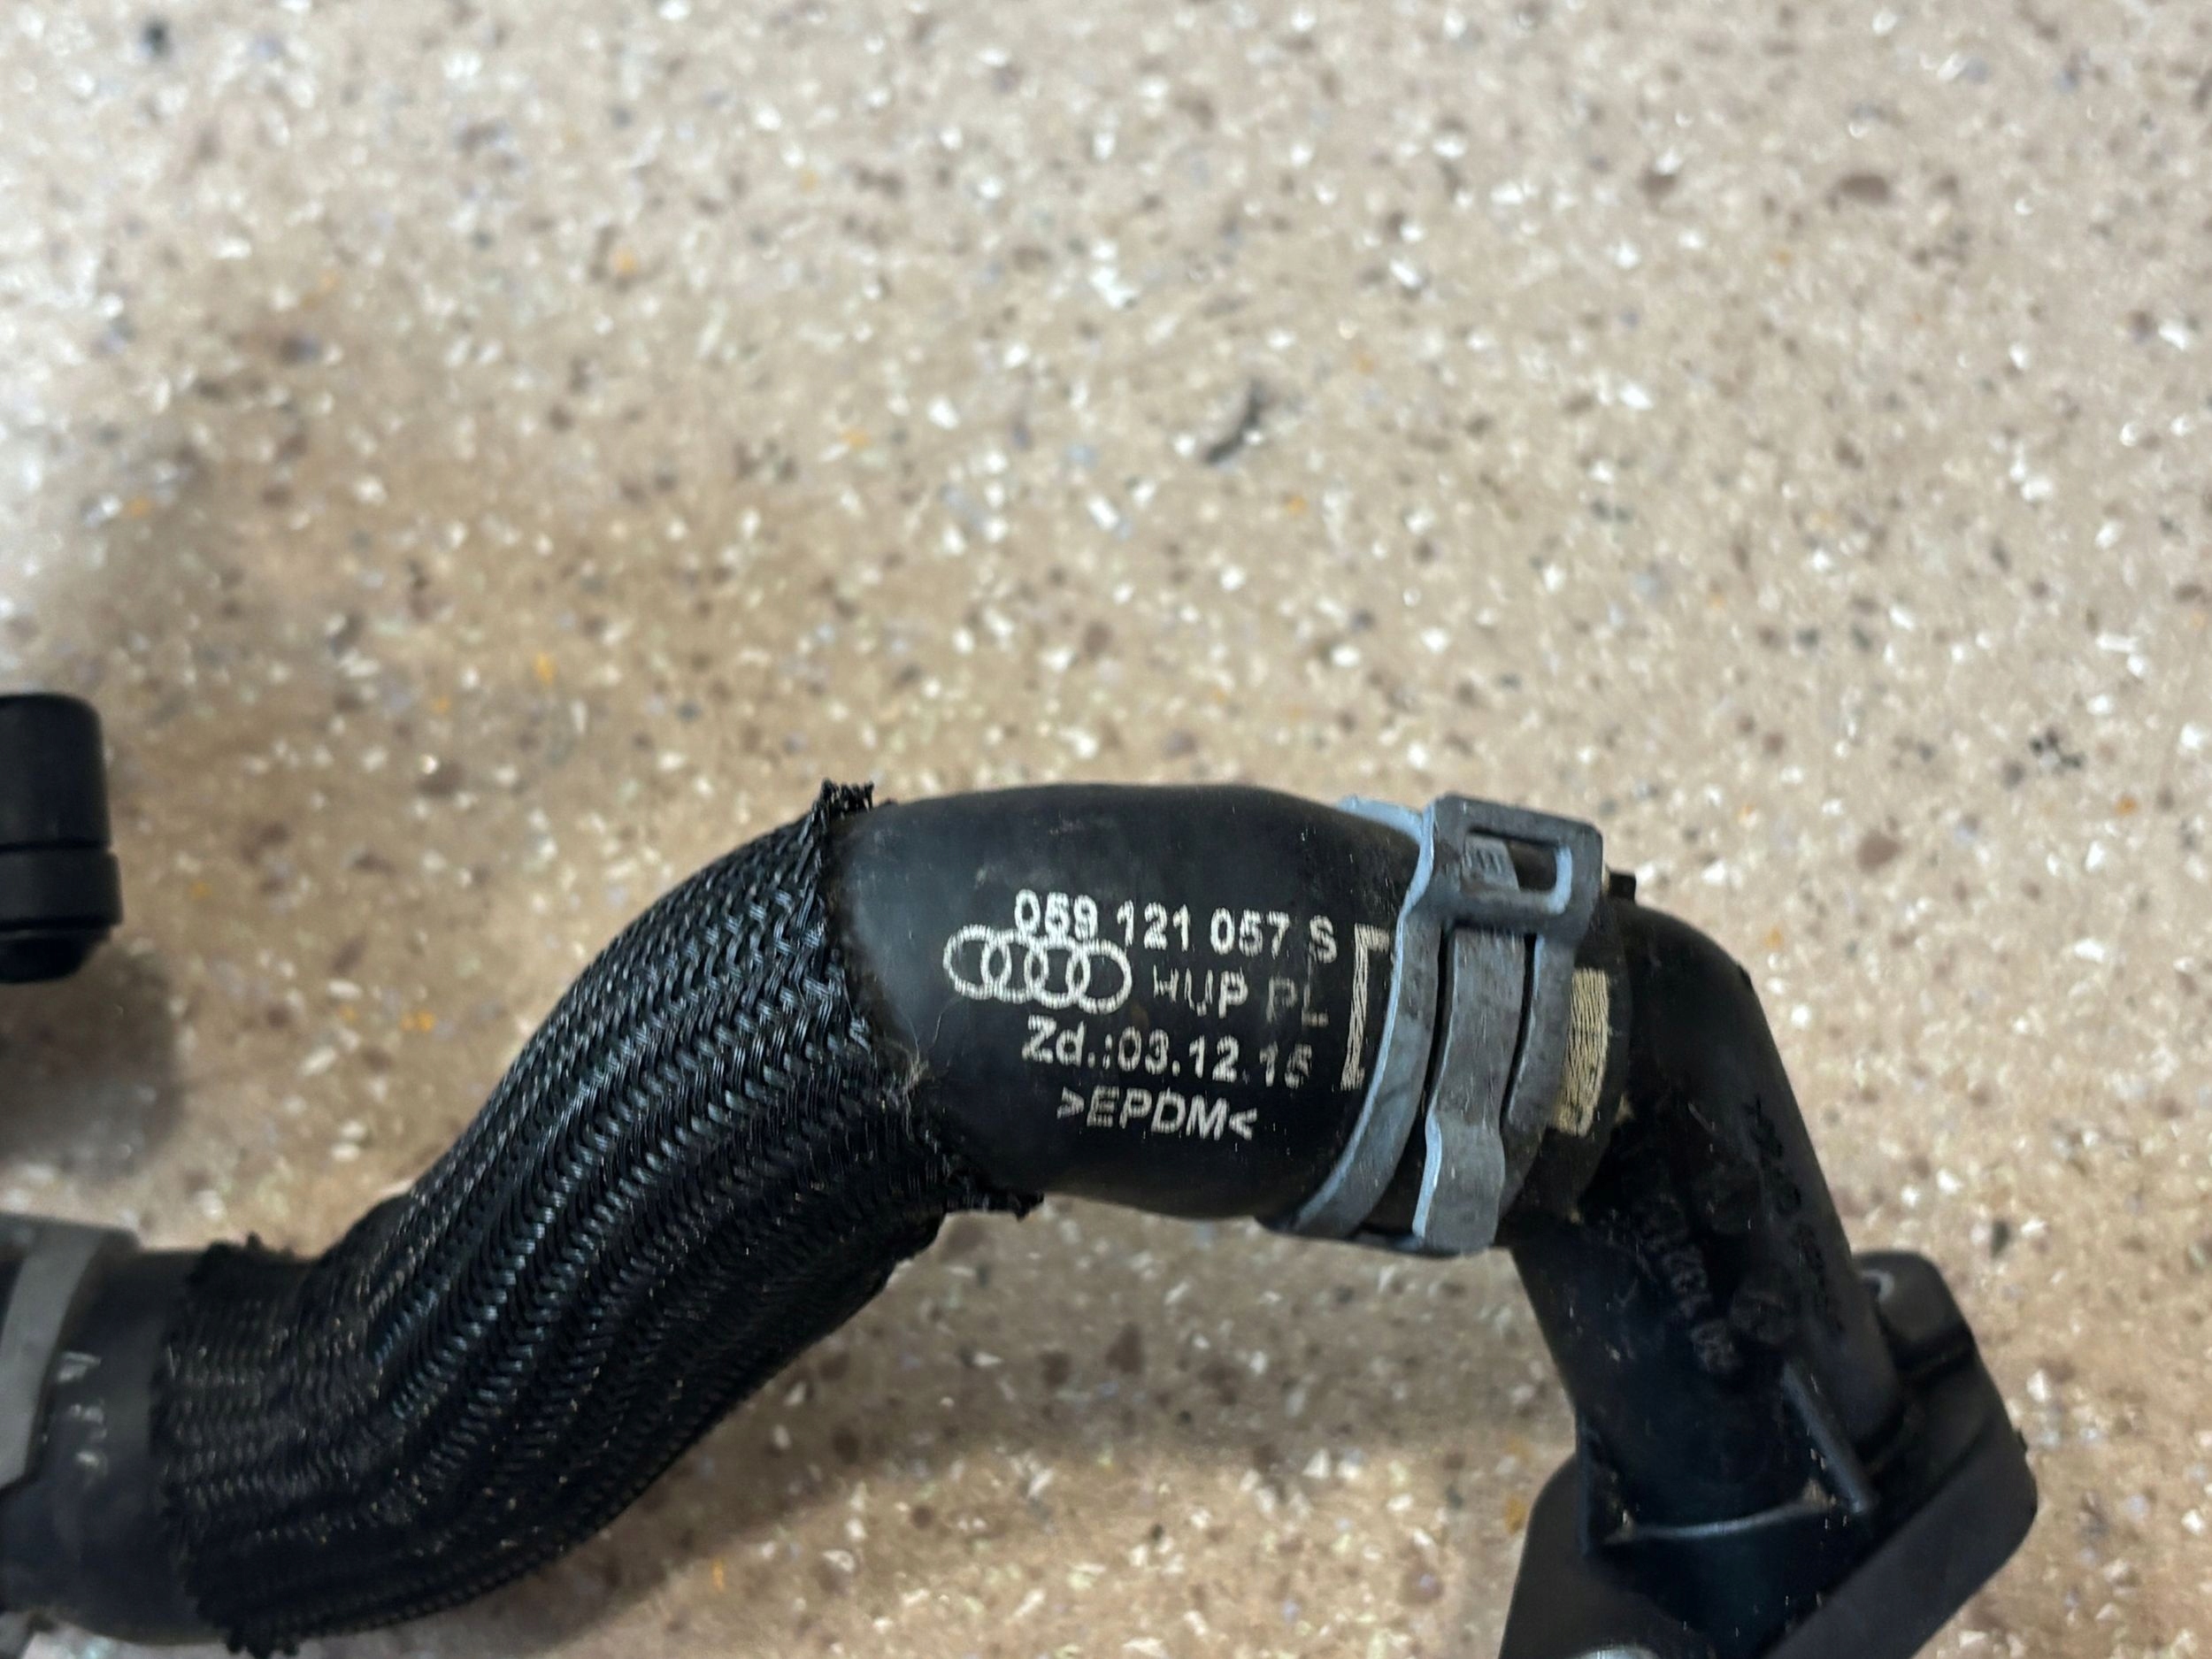 059 121 057 S
HUP PL
Zd.:03.12.15
>EPDM<